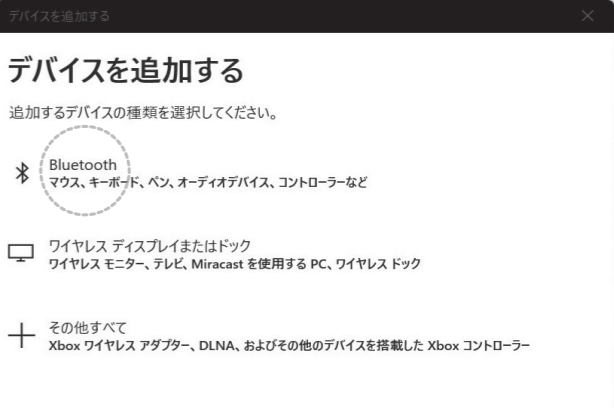 デバイスを追加する
デバイスを追加する
追加するデバイスの種類を選択してください。
Bluetooth
マウス、キーボード、ペン、オーディオデバイス、コントローラーなど
ワイヤレス ディスプレイまたはドック
ワイヤレス モニター、テレビ、Miracast を使用する PC、ワイヤレス ドック
その他すべて
Xbox ワイヤレス アダプター、DLNA、およびその他のデバイスを搭載した Xbox コントローラー